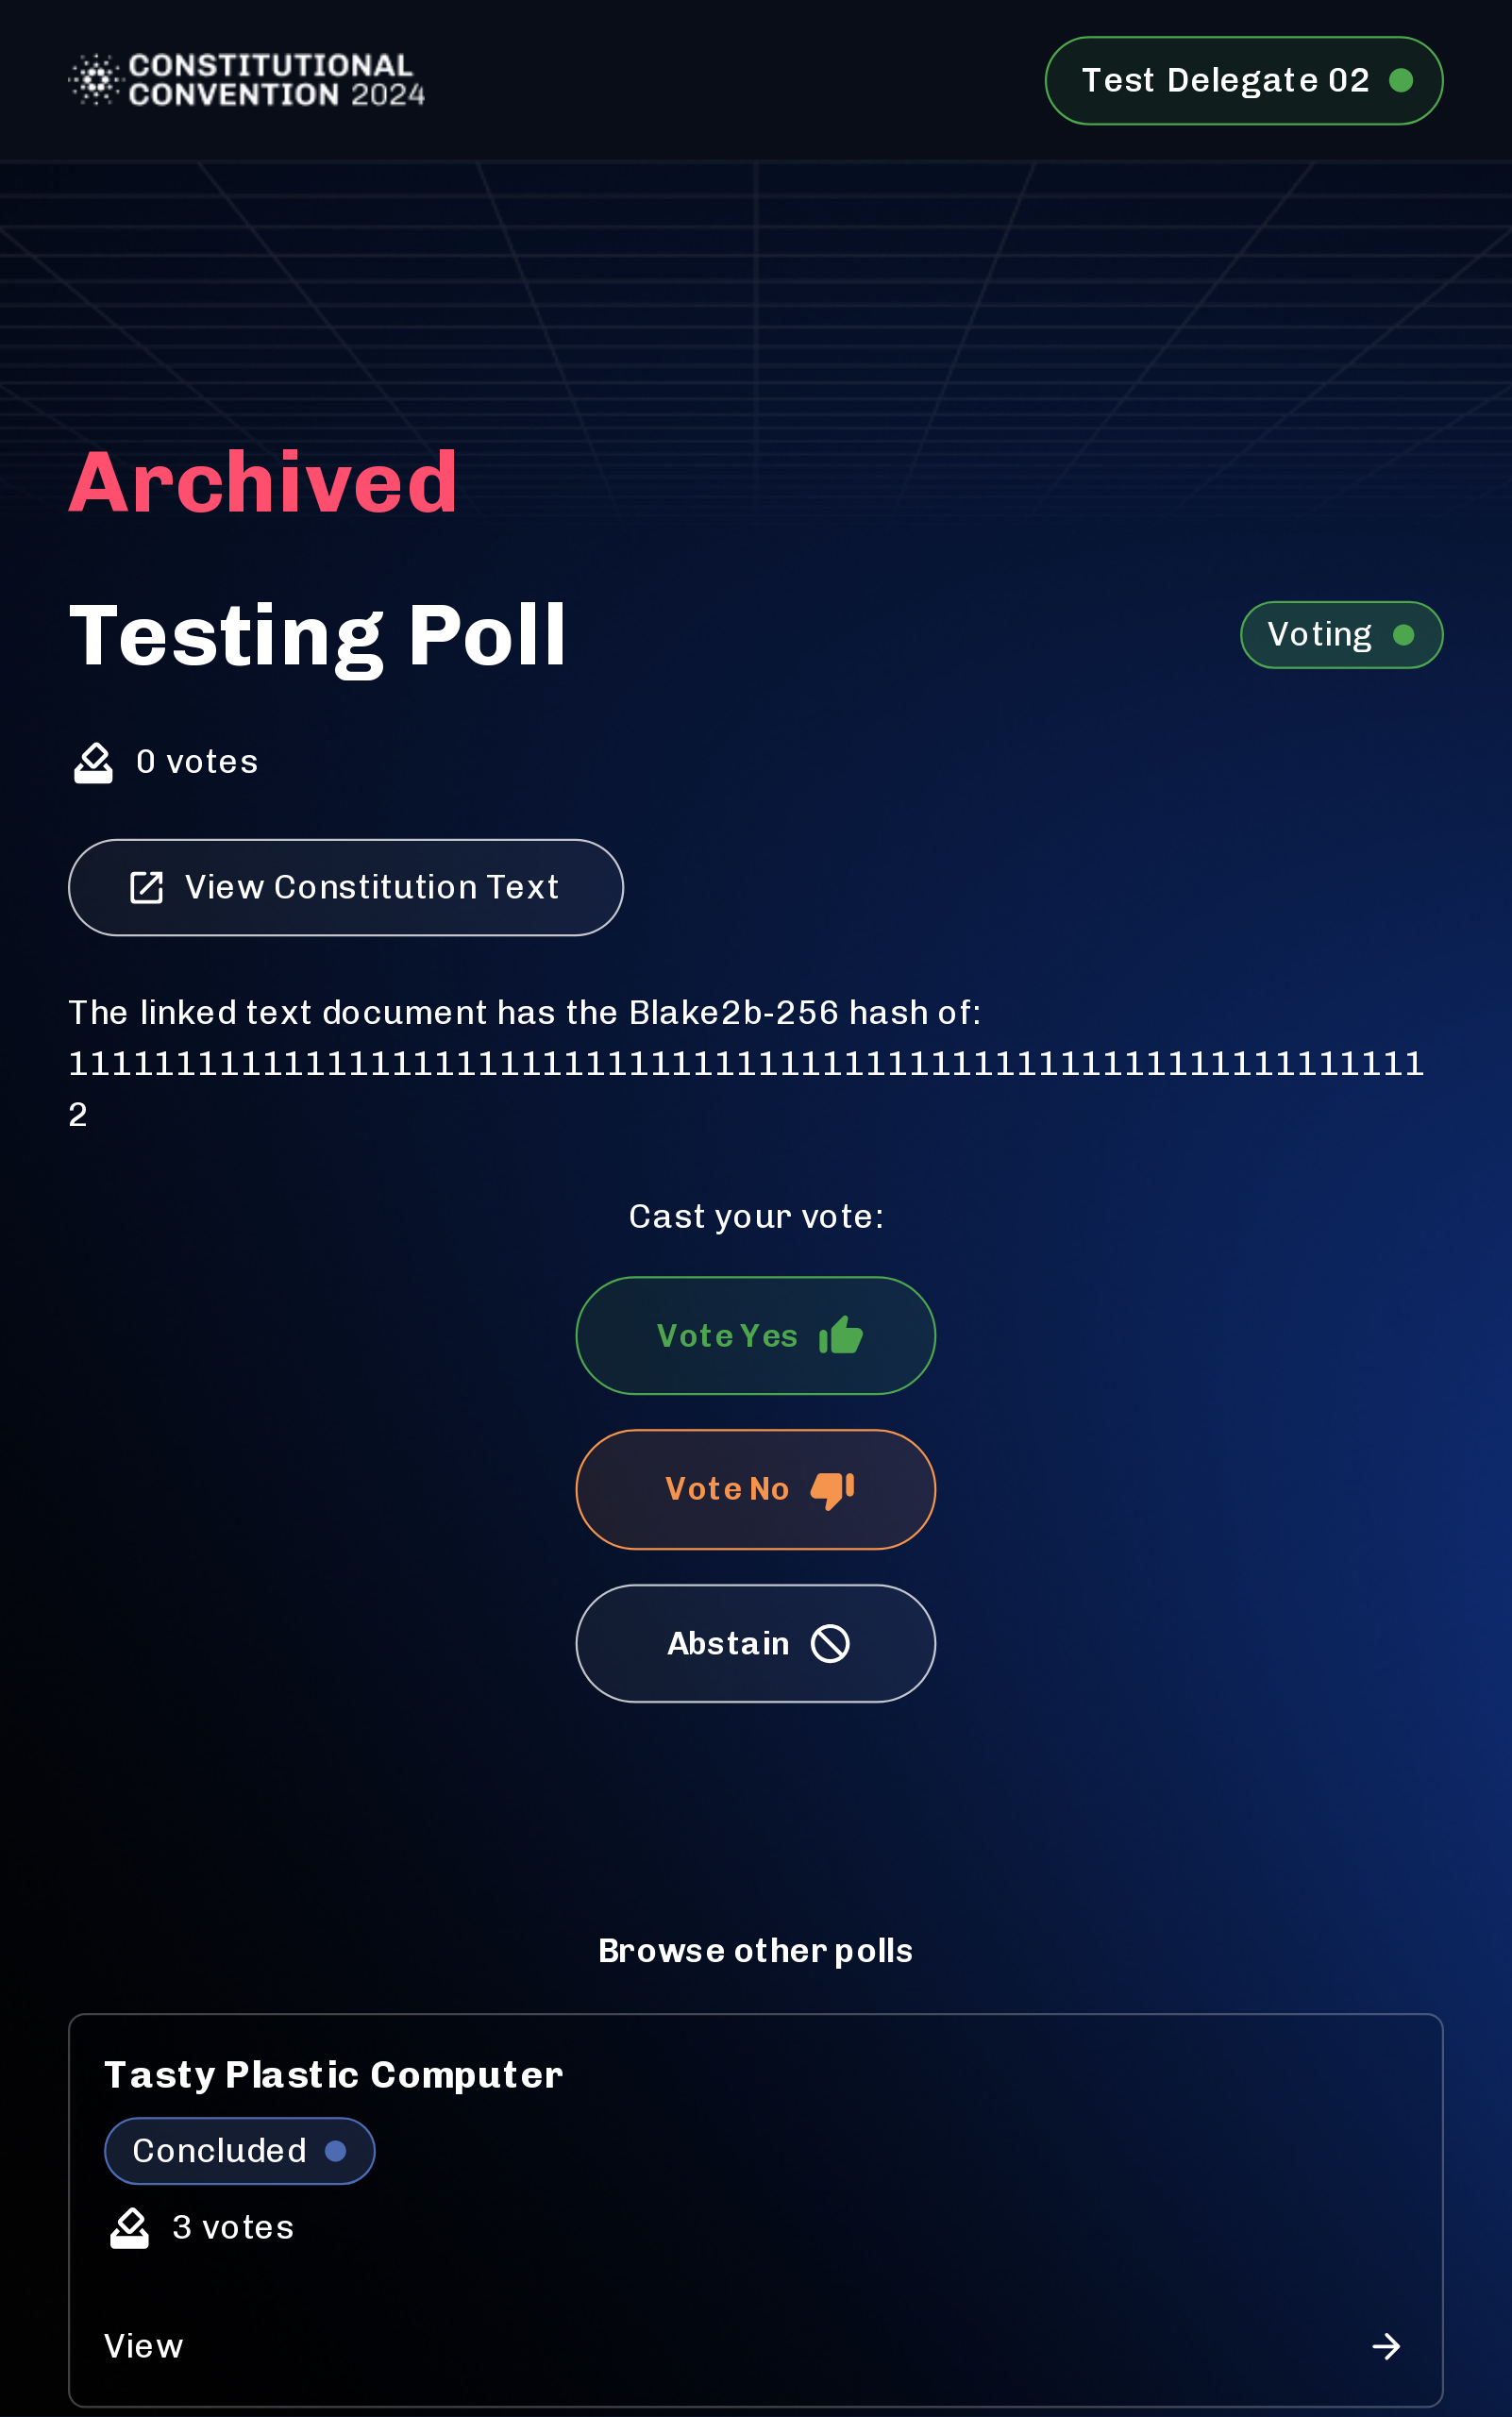 CONSTITUTIONAL
CONVENTION 2024
Test Delegate 02
Archived
Testing Poll
Voting
0 votes
View Constitution Text
The linked text document has the Blake2b-256 hash of:
111111111111111111111111111111111111111111111111111111111111111
2
Cast your vote:
Vote Yes
Vote No
Abstain
Browse other polls
Tasty Plastic Computer
Concluded
3 votes
View